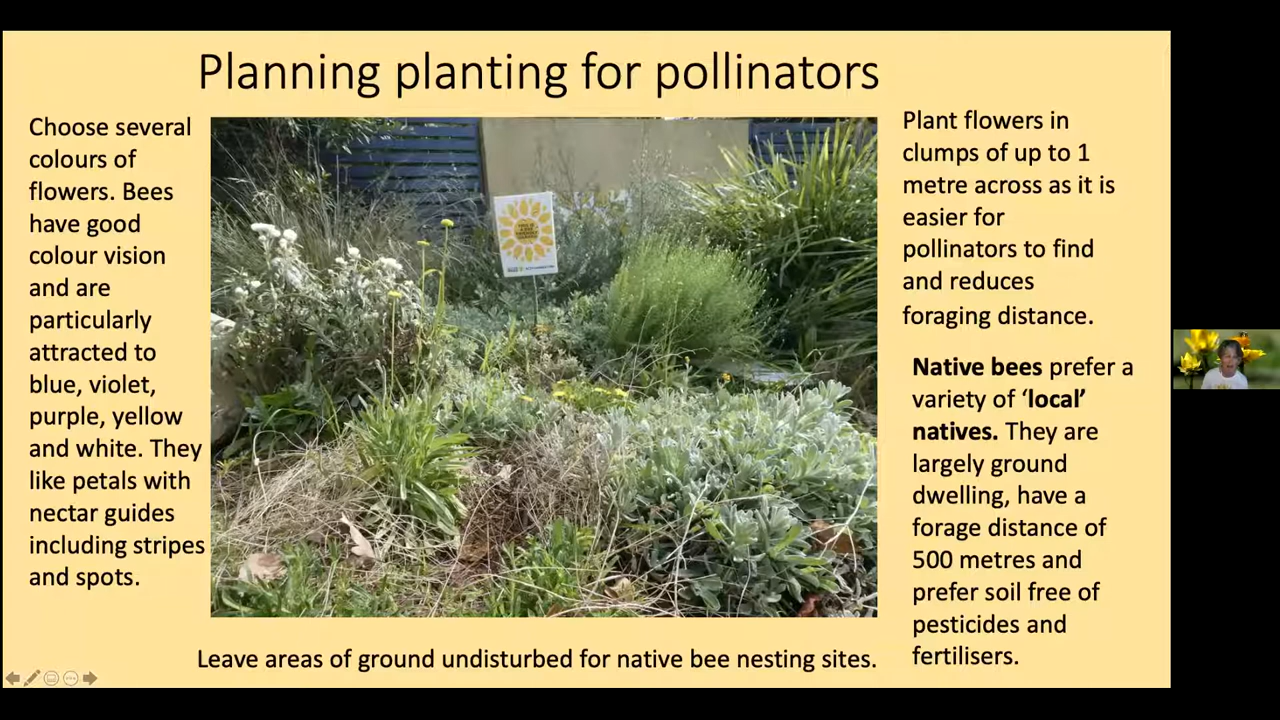 Planning planting for pollinators
Choose several
colours of
flowers. Bees
have good
colour vision
and are
particularly
attracted to
blue, violet,
purple, yellow
and white. They
like petals with
nectar guides
including stripes
and spots.
Plant flowers in
clumps of up to 1
metre across as it is
easier for
pollinators to find
and reduces
foraging distance.
Native bees prefer a
variety of ‘local’
natives. They are
largely ground
dwelling, have a
forage distance of
500 metres and
prefer soil free of
pesticides and
fertilisers.
Leave areas of ground undisturbed for native bee nesting sites.